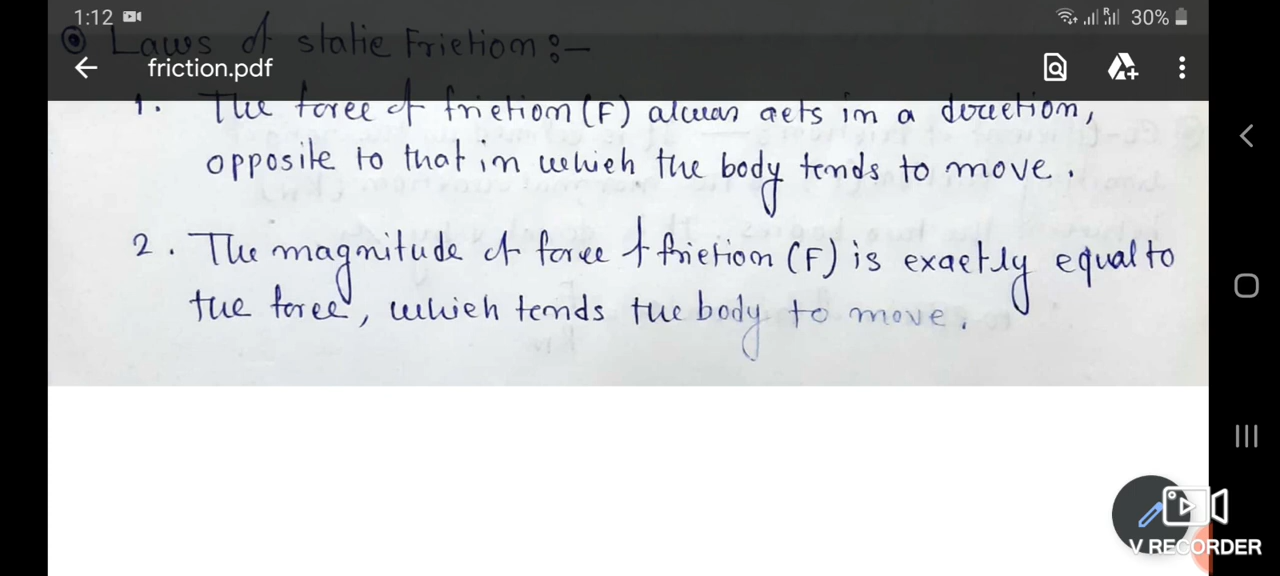 1:12 30%
Laws of static Friction :-
friction.pdf
1. The force of friction (F) always acts in a direction,
opposite to that in which the body tends to move.
2. The magnitude of force of friction (F) is exactly equal to
the force, which tends the body to move.
V RECORDER